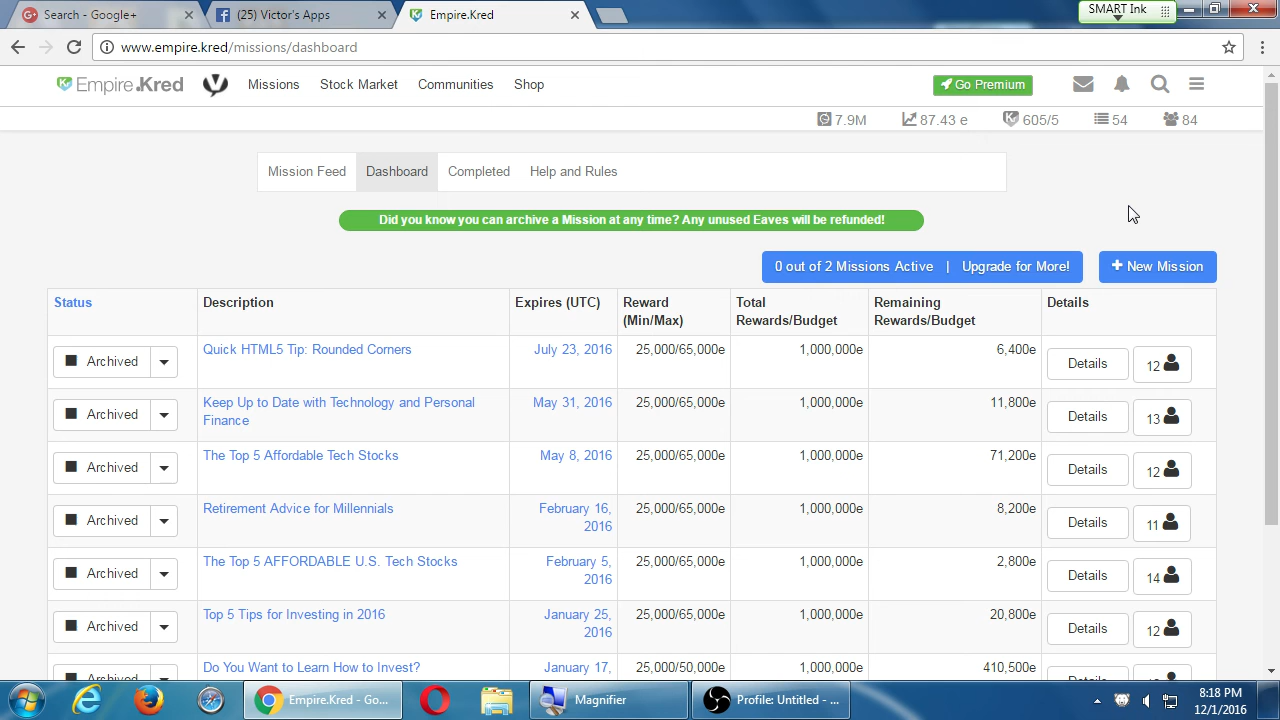 Search - Google+
(25) Victor's Apps
Empire.Kred
SMART Ink
www.empire.kred/missions/dashboard
Empire.Kred Missions Stock Market Communities Shop Go Premium
7.9M 87.43 e 605/5 54 84
Mission Feed Dashboard Completed Help and Rules
Did you know you can archive a Mission at any time? Any unused Eaves will be refunded!
0 out of 2 Missions Active | Upgrade for More! + New Mission
Status Description Expires (UTC) Reward (Min/Max) Total Rewards/Budget Remaining Rewards/Budget Details
Archived Quick HTML5 Tip: Rounded Corners July 23, 2016 25,000/65,000e 1,000,000e 6,400e Details 12
Archived Keep Up to Date with Technology and Personal Finance May 31, 2016 25,000/65,000e 1,000,000e 11,800e Details 13
Archived The Top 5 Affordable Tech Stocks May 8, 2016 25,000/65,000e 1,000,000e 71,200e Details 12
Archived Retirement Advice for Millennials February 16, 2016 25,000/65,000e 1,000,000e 8,200e Details 11
Archived The Top 5 AFFORDABLE U.S. Tech Stocks February 5, 2016 25,000/65,000e 1,000,000e 2,800e Details 14
Archived Top 5 Tips for Investing in 2016 January 25, 2016 25,000/65,000e 1,000,000e 20,800e Details 12
Archived Do You Want to Learn How to Invest? January 17, 25,000/50,000e 1,000,000e 410,500e Details
Empire.Kred - Go... Magnifier Profile: Untitled - ...
8:18 PM
12/1/2016